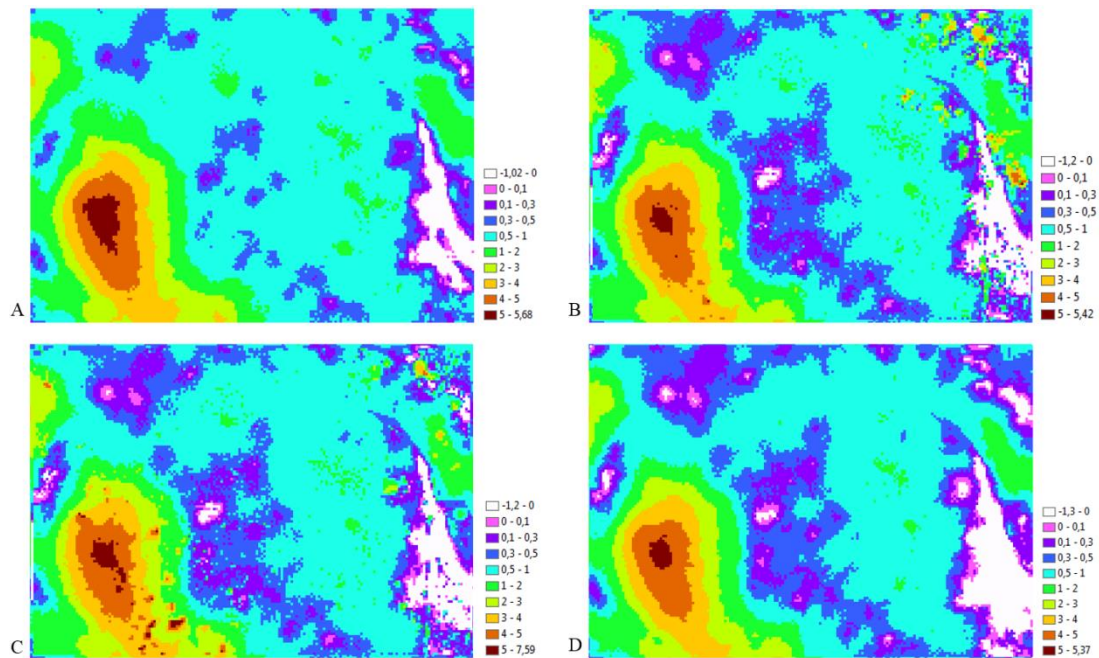 -1,02 - 0
0 - 0,1
0,1 - 0,3
0,3 - 0,5
0,5 - 1
1 - 2
2 - 3
3 - 4
4 - 5
5 - 5,68
A
-1,2 - 0
0 - 0,1
0,1 - 0,3
0,3 - 0,5
0,5 - 1
1 - 2
2 - 3
3 - 4
4 - 5
5 - 5,42
B
-1,2 - 0
0 - 0,1
0,1 - 0,3
0,3 - 0,5
0,5 - 1
1 - 2
2 - 3
3 - 4
4 - 5
5 - 7,59
C
-1,3 - 0
0 - 0,1
0,1 - 0,3
0,3 - 0,5
0,5 - 1
1 - 2
2 - 3
3 - 4
4 - 5
5 - 5,37
D